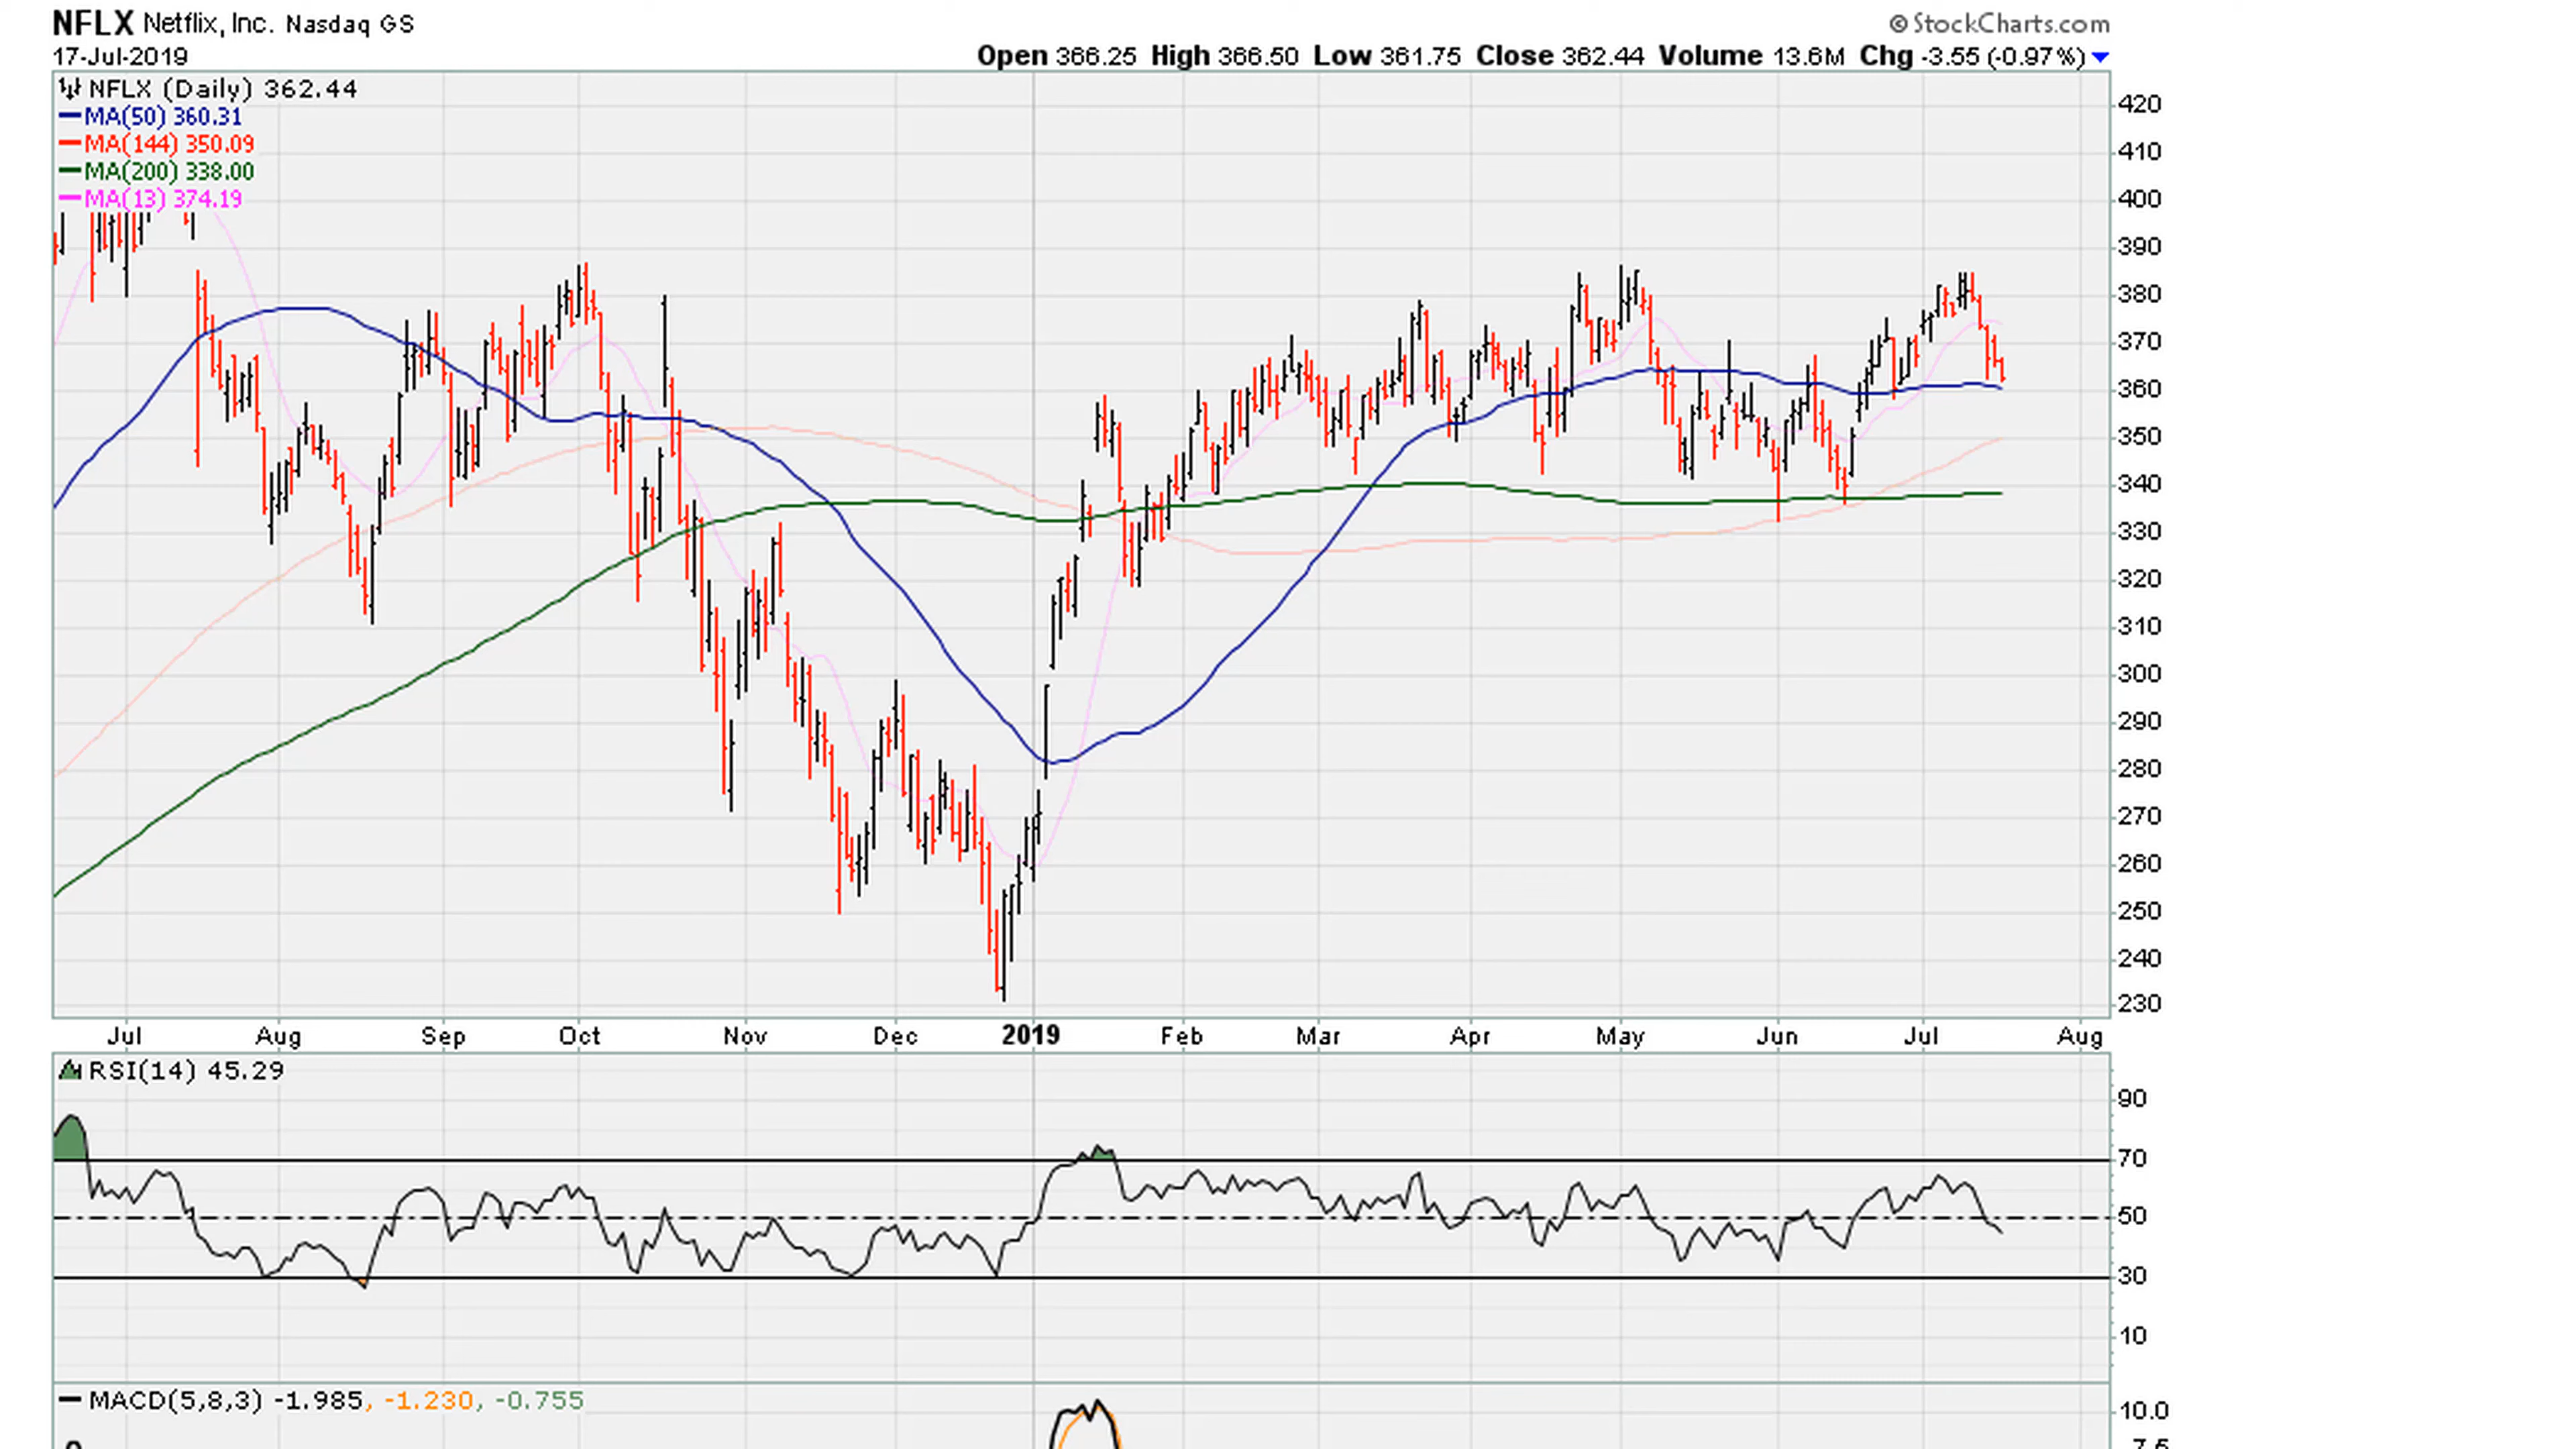 NFLX Netflix, Inc. Nasdaq GS
© StockCharts.com
17-Jul-2019
Open 366.25 High 366.50 Low 361.75 Close 362.44 Volume 13.6M Chg -3.55 (-0.97%)
NFLX (Daily) 362.44
MA(50) 360.31
MA(144) 350.09
MA(200) 338.00
MA(13) 374.19
420
410
400
390
380
370
360
350
340
330
320
310
300
290
280
270
260
250
240
230
Jul Aug Sep Oct Nov Dec 2019 Feb Mar Apr May Jun Jul Aug
RSI(14) 45.29
90
70
50
30
10
MACD(5,8,3) -1.985, -1.230, -0.755
10.0